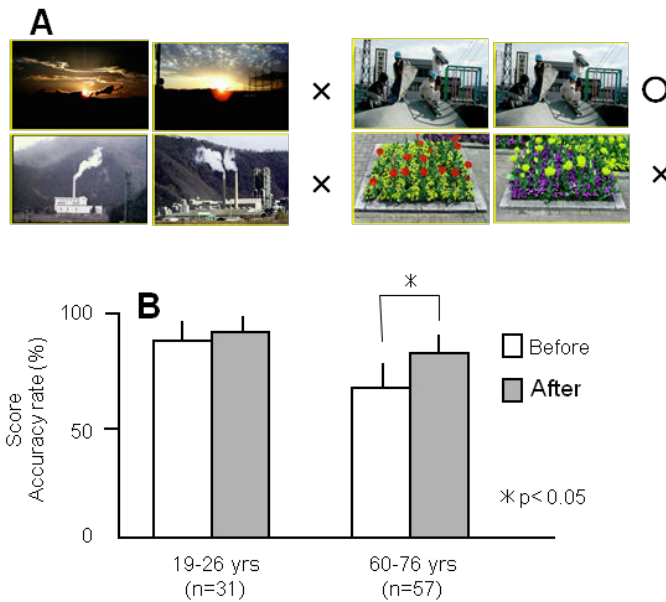 A
×
○
×
×
B
100
50
0
Score
Accuracy rate (%)
*
Before
After
* p< 0.05
19-26 yrs
(n=31)
60-76 yrs
(n=57)